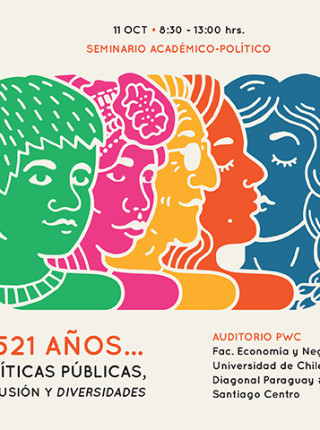 11 OCT • 8:30 - 13:00 hrs.
SEMINARIO ACADÉMICO-POLÍTICO
521 AÑOS...
ÍTICAS PÚBLICAS,
USIÓN Y DIVERSIDADES
AUDITORIO PWC
Fac. Economía y Neg
Universidad de Chile
Diagonal Paraguay
Santiago Centro